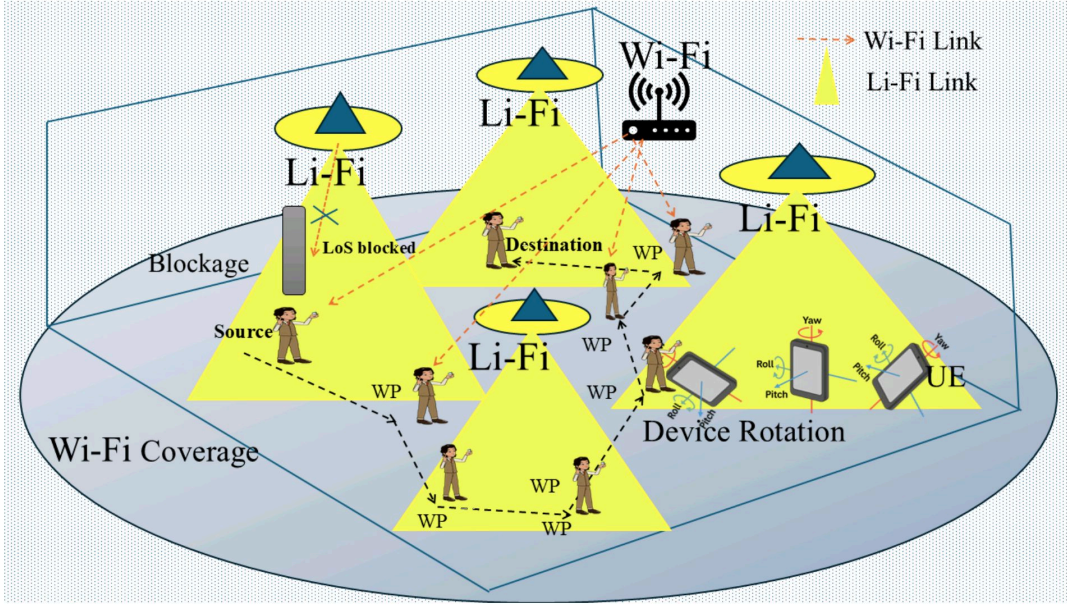 Wi-Fi
Wi-Fi Link
Li-Fi Link
Li-Fi
Li-Fi
Li-Fi
LoS blocked
Blockage
Destination
WP
Source
Li-Fi
WP
WP
WP
Yaw
Roll
Pitch
Roll
Pitch
Roll
Pitch
Yaw
UE
Device Rotation
Wi-Fi Coverage
WP
WP
WP